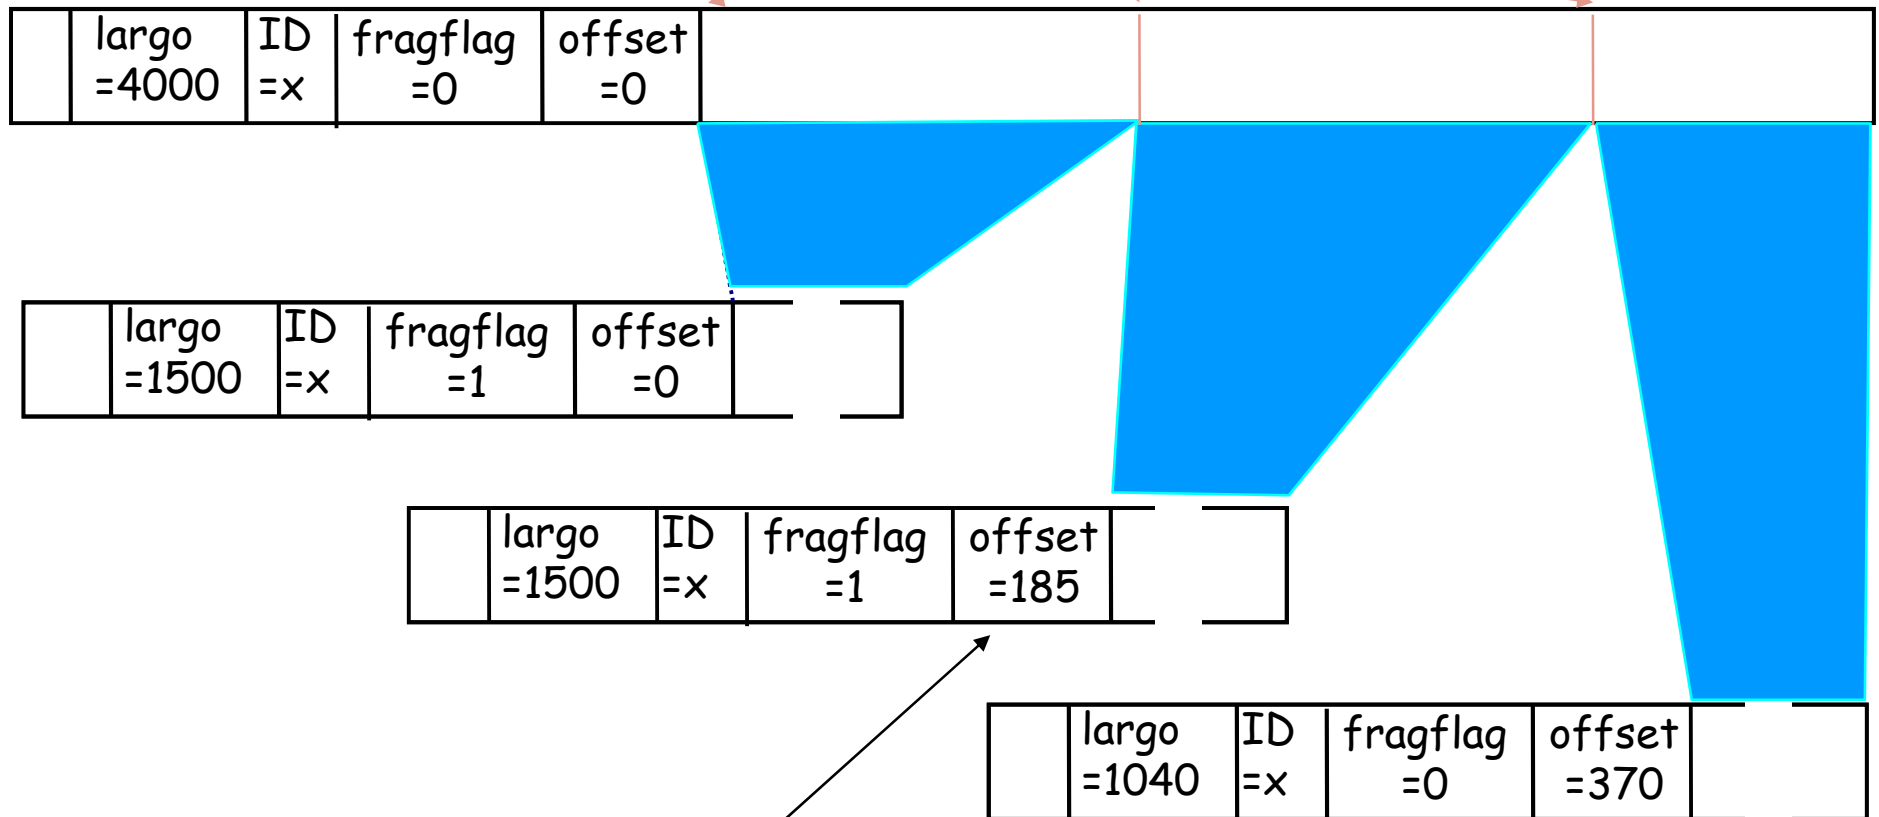 largo ID fragflag offset
=4000 =x =0 =0
largo ID fragflag offset
=1500 =x =1 =0
largo ID fragflag offset
=1500 =x =1 =185
largo ID fragflag offset
=1040 =x =0 =370